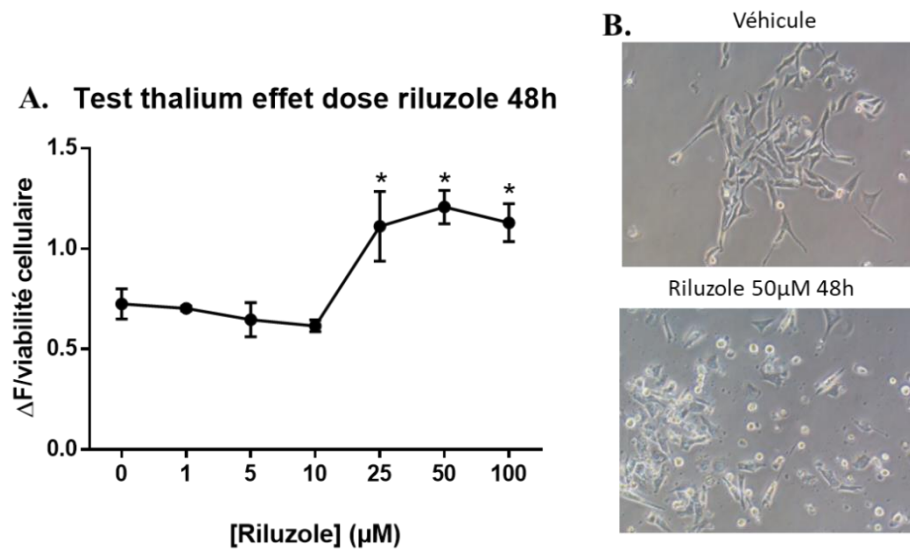 A. Test thalium effet dose riluzole 48h
1.5
1.0
0.5
0.0
ΔF/viabilité cellulaire
* * *
0 1 5 10 25 50 100
[Riluzole] (µM)
B.
Véhicule
Riluzole 50µM 48h